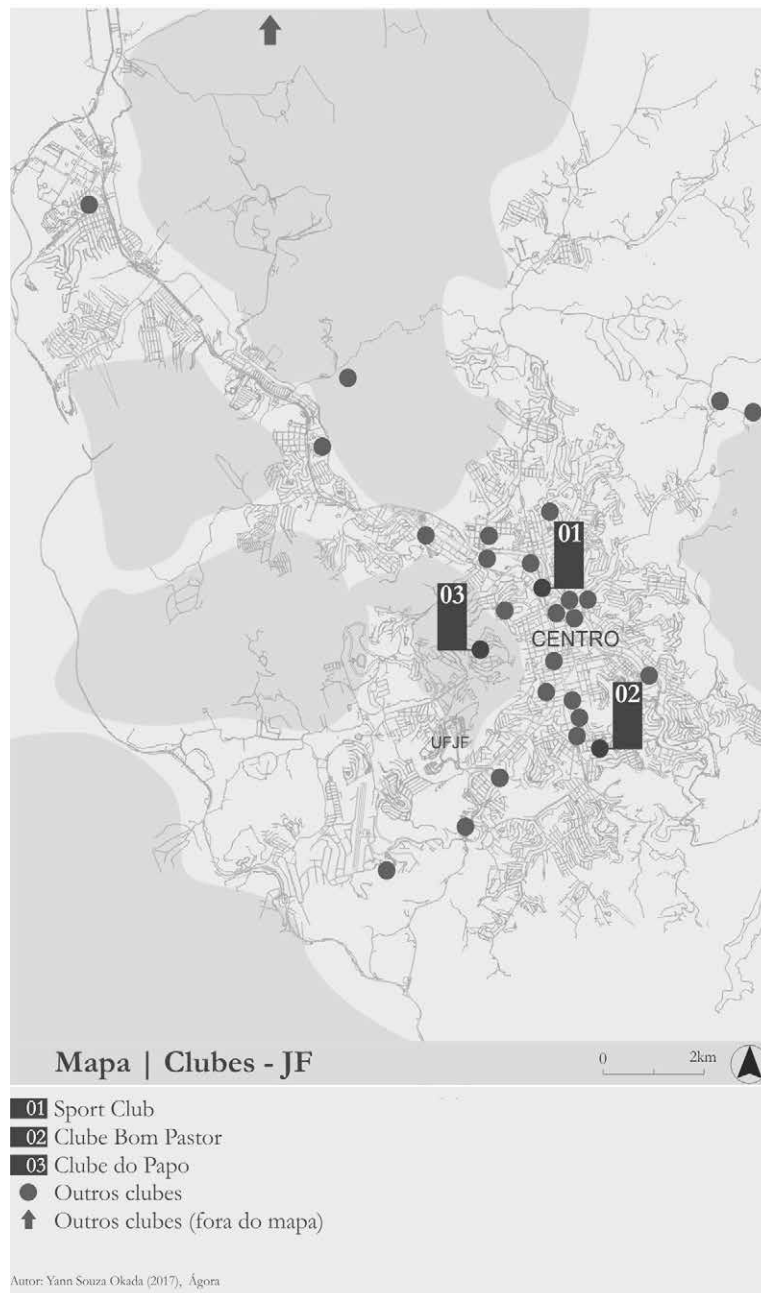 01
03
CENTRO
02
UFJF
Mapa | Clubes - JF
0 2km
01 Sport Club
02 Clube Bom Pastor
03 Clube do Papo
Outros clubes
Outros clubes (fora do mapa)
Autor: Yann Souza Okada (2017), Ágora